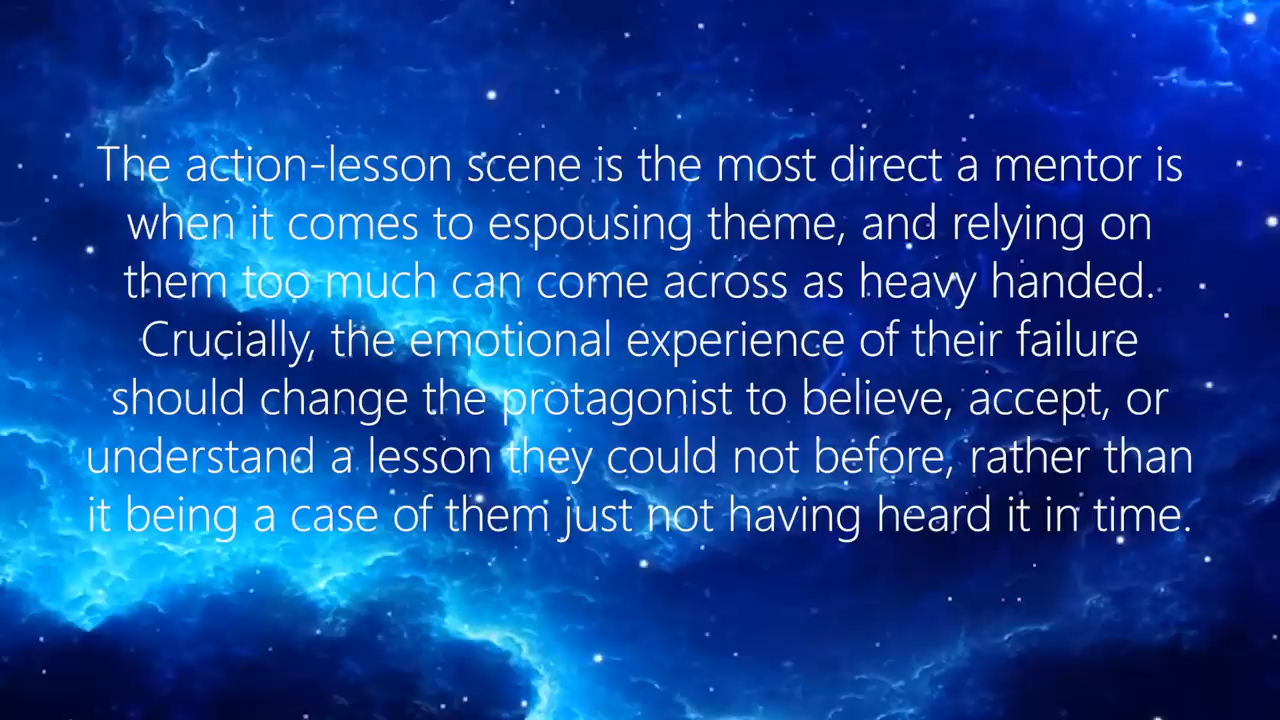 The action-lesson scene is the most direct a mentor is
when it comes to espousing theme, and relying on
them too much can come across as heavy handed.
Crucially, the emotional experience of their failure
should change the protagonist to believe, accept, or
understand a lesson they could not before, rather than
it being a case of them just not having heard it in time.